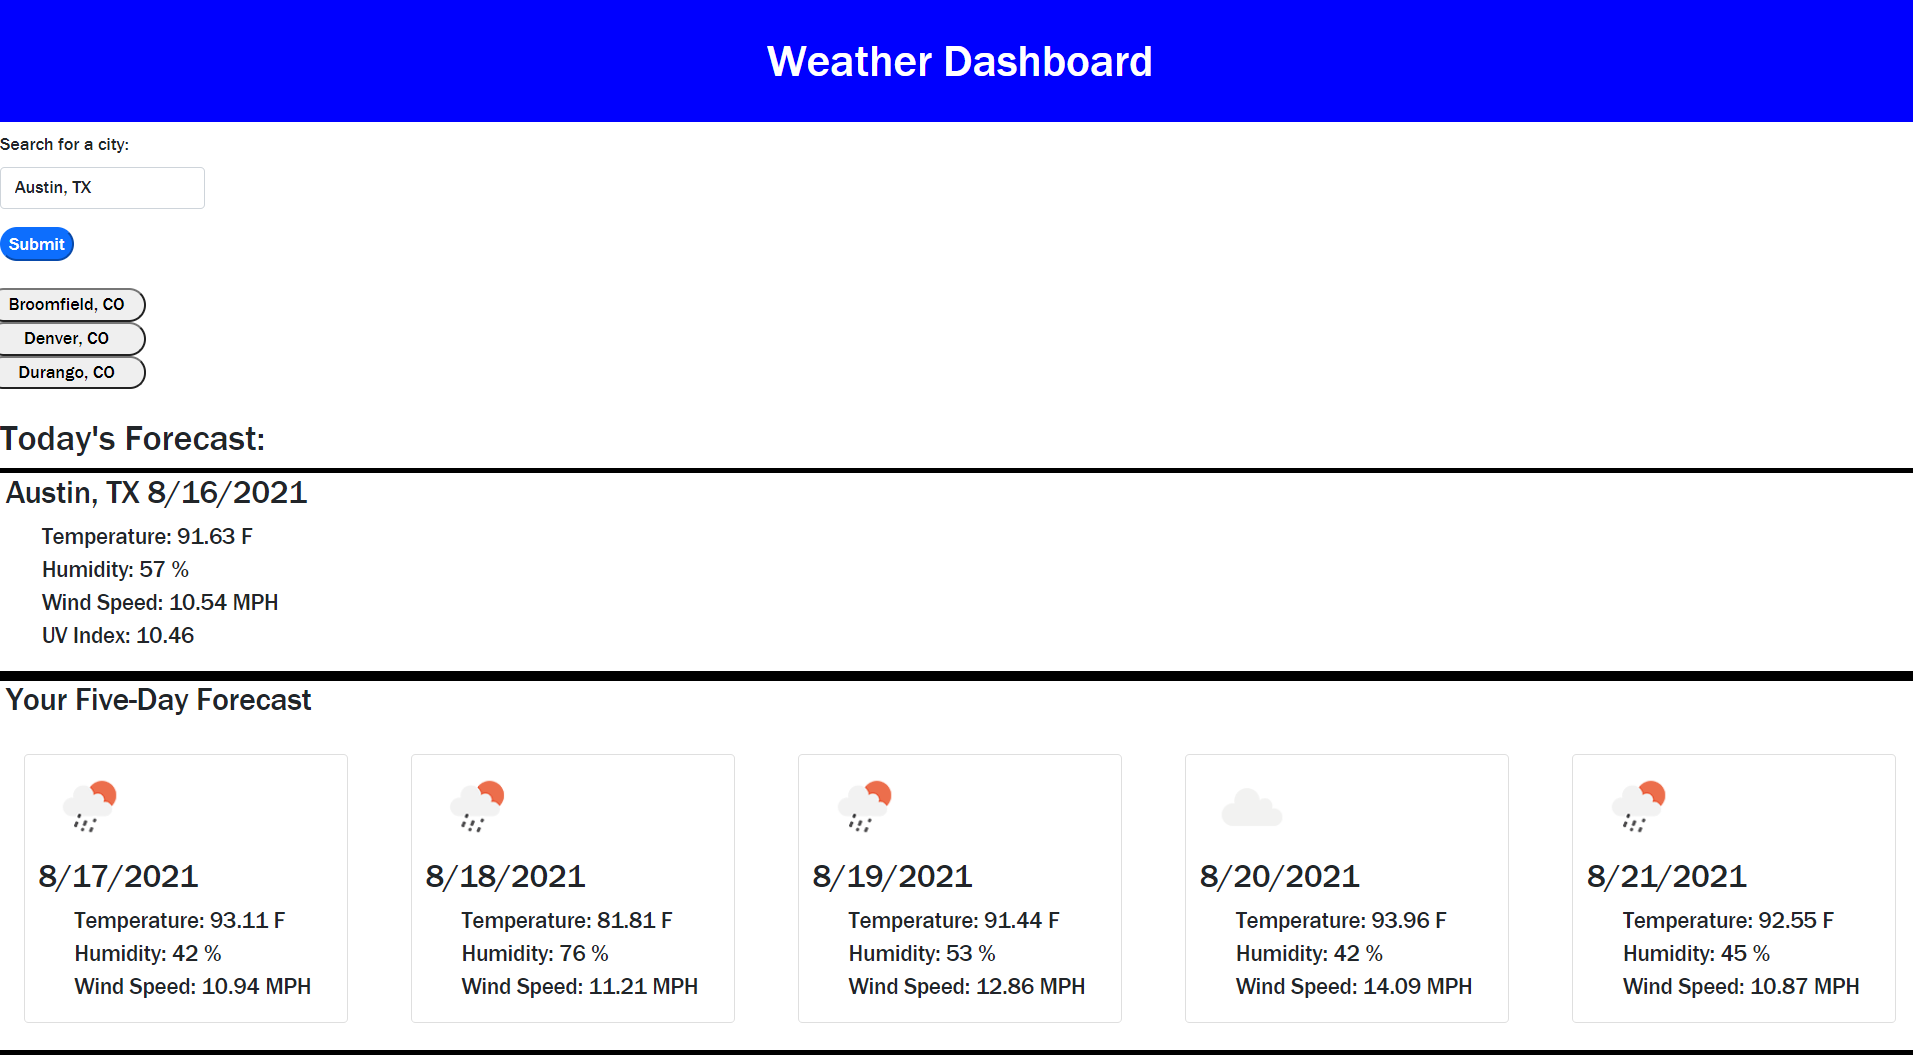 Weather Dashboard
Search for a city:
Austin, TX
Submit
Broomfield, CO
Denver, CO
Durango, CO
Today's Forecast:
Austin, TX 8/16/2021
Temperature: 91.63 F
Humidity: 57 %
Wind Speed: 10.54 MPH
UV Index: 10.46
Your Five-Day Forecast
8/17/2021
Temperature: 93.11 F
Humidity: 42 %
Wind Speed: 10.94 MPH
8/18/2021
Temperature: 81.81 F
Humidity: 76 %
Wind Speed: 11.21 MPH
8/19/2021
Temperature: 91.44 F
Humidity: 53 %
Wind Speed: 12.86 MPH
8/20/2021
Temperature: 93.96 F
Humidity: 42 %
Wind Speed: 14.09 MPH
8/21/2021
Temperature: 92.55 F
Humidity: 45 %
Wind Speed: 10.87 MPH